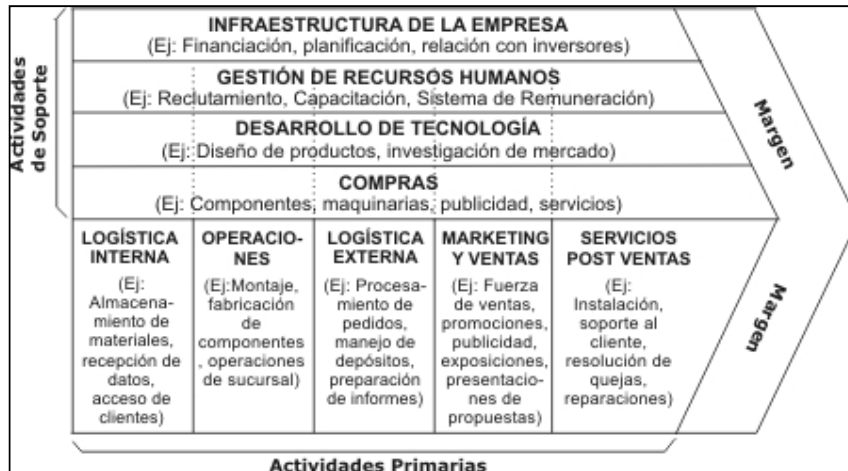 INFRAESTRUCTURA DE LA EMPRESA
(Ej: Financiación, planificación, relación con inversores)
GESTIÓN DE RECURSOS HUMANOS
(Ej: Reclutamiento, Capacitación, Sistema de Remuneración)
DESARROLLO DE TECNOLOGÍA
(Ej: Diseño de productos, investigación de mercado)
COMPRAS
(Ej: Componentes, maquinarias, publicidad, servicios)
Actividades
de Soporte
Margen
LOGÍSTICA
INTERNA
(Ej:
Almacena-
miento de
materiales,
recepción de
datos,
acceso de
clientes)
OPERACIO-
NES
(Ej:Montaje,
fabricación
de
componentes
, operaciones
de sucursal)
LOGÍSTICA
EXTERNA
(Ej: Procesa-
miento de
pedidos,
manejo de
depósitos,
preparación
de informes)
MARKETING
Y VENTAS
(Ej: Fuerza
de ventas,
promociones,
publicidad,
exposiciones,
presentacio-
nes de
propuestas)
SERVICIOS
POST VENTAS
(Ej:
Instalación,
soporte al
cliente,
resolución de
quejas,
reparaciones)
Margen
Actividades Primarias